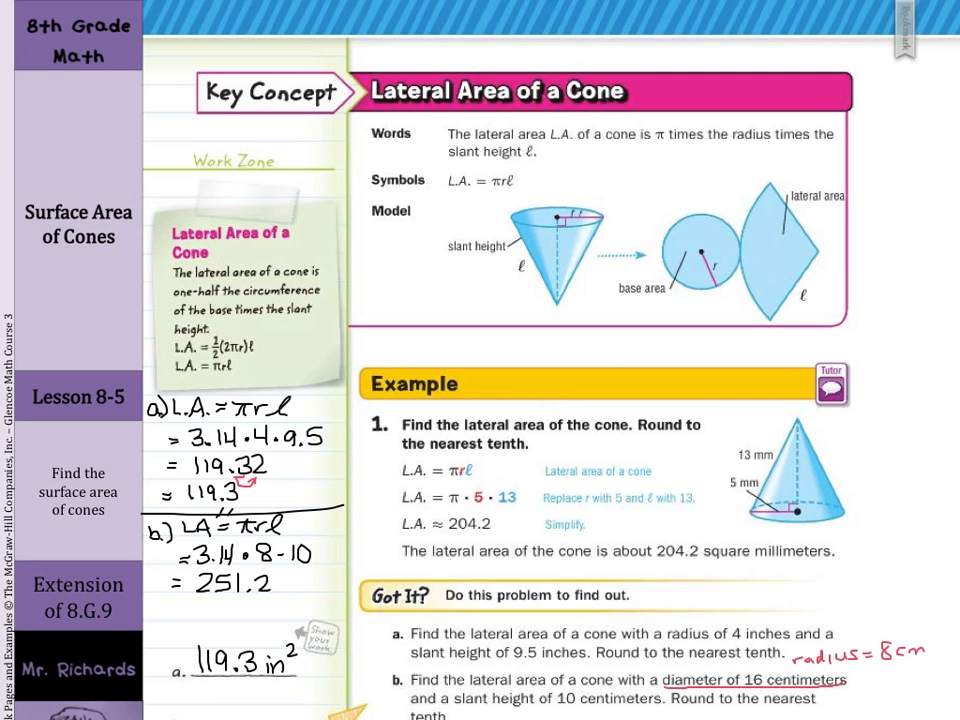 8th Grade
Math
Surface Area
of Cones
Lesson 8-5
Find the
surface area
of cones
Extension
of 8.G.9
Mr. Richards
k Pages and Examples © The McGraw-Hill Companies, Inc. – Glencoe Math Course 3
Bookmark
Key Concept
Lateral Area of a Cone
Work Zone
Lateral Area of a
Cone
The lateral area of a cone is
one-half the circumference
of the base times the slant
height.
L.A. = ½(2πr)ℓ
L.A. = πrℓ
Words The lateral area L.A. of a cone is π times the radius times the
slant height ℓ.
Symbols L.A. = πrℓ
Model
slant height
ℓ
r
base area
r
lateral area
ℓ
a.) L.A. = πrℓ
= 3.14·4·9.5
= 119.32
= 119.3
b.) LA = πrℓ
= 3.14·8-10
= 251.2
Show
your
work.
a. 119.3 in²
Example
Tutor
1. Find the lateral area of the cone. Round to
the nearest tenth.
L.A. = πrℓ Lateral area of a cone
L.A. = π · 5 · 13 Replace r with 5 and ℓ with 13.
L.A. ≈ 204.2 Simplify.
The lateral area of the cone is about 204.2 square millimeters.
13 mm
5 mm
Got It? Do this problem to find out.
a. Find the lateral area of a cone with a radius of 4 inches and a
slant height of 9.5 inches. Round to the nearest tenth.
radius = 8cm
b. Find the lateral area of a cone with a diameter of 16 centimeters
and a slant height of 10 centimeters. Round to the nearest
tenth.